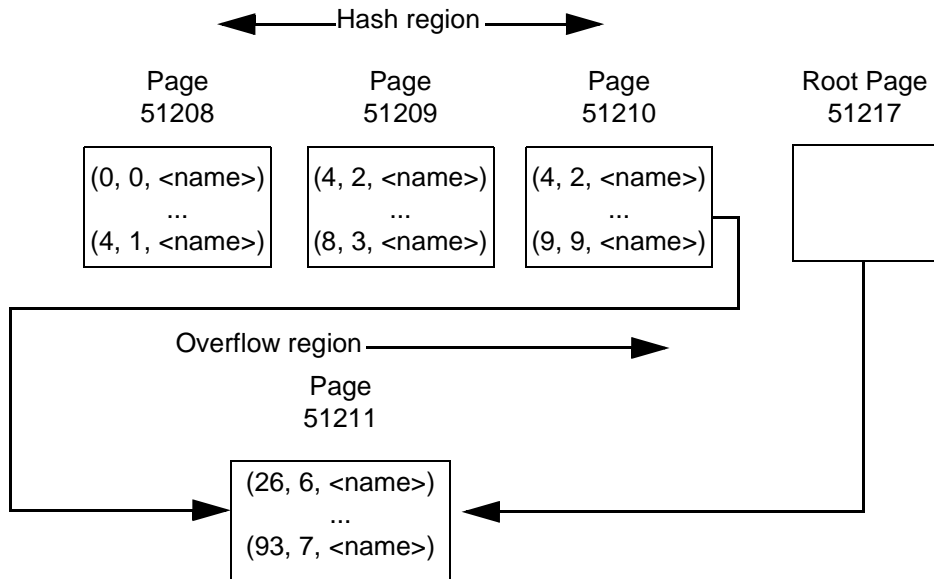 Hash region
Page
51208
Page
51209
Page
51210
Root Page
51217
(0, 0, <name>)
...
(4, 1, <name>)
(4, 2, <name>)
...
(8, 3, <name>)
(4, 2, <name>)
...
(9, 9, <name>)
Overflow region
Page
51211
(26, 6, <name>)
...
(93, 7, <name>)